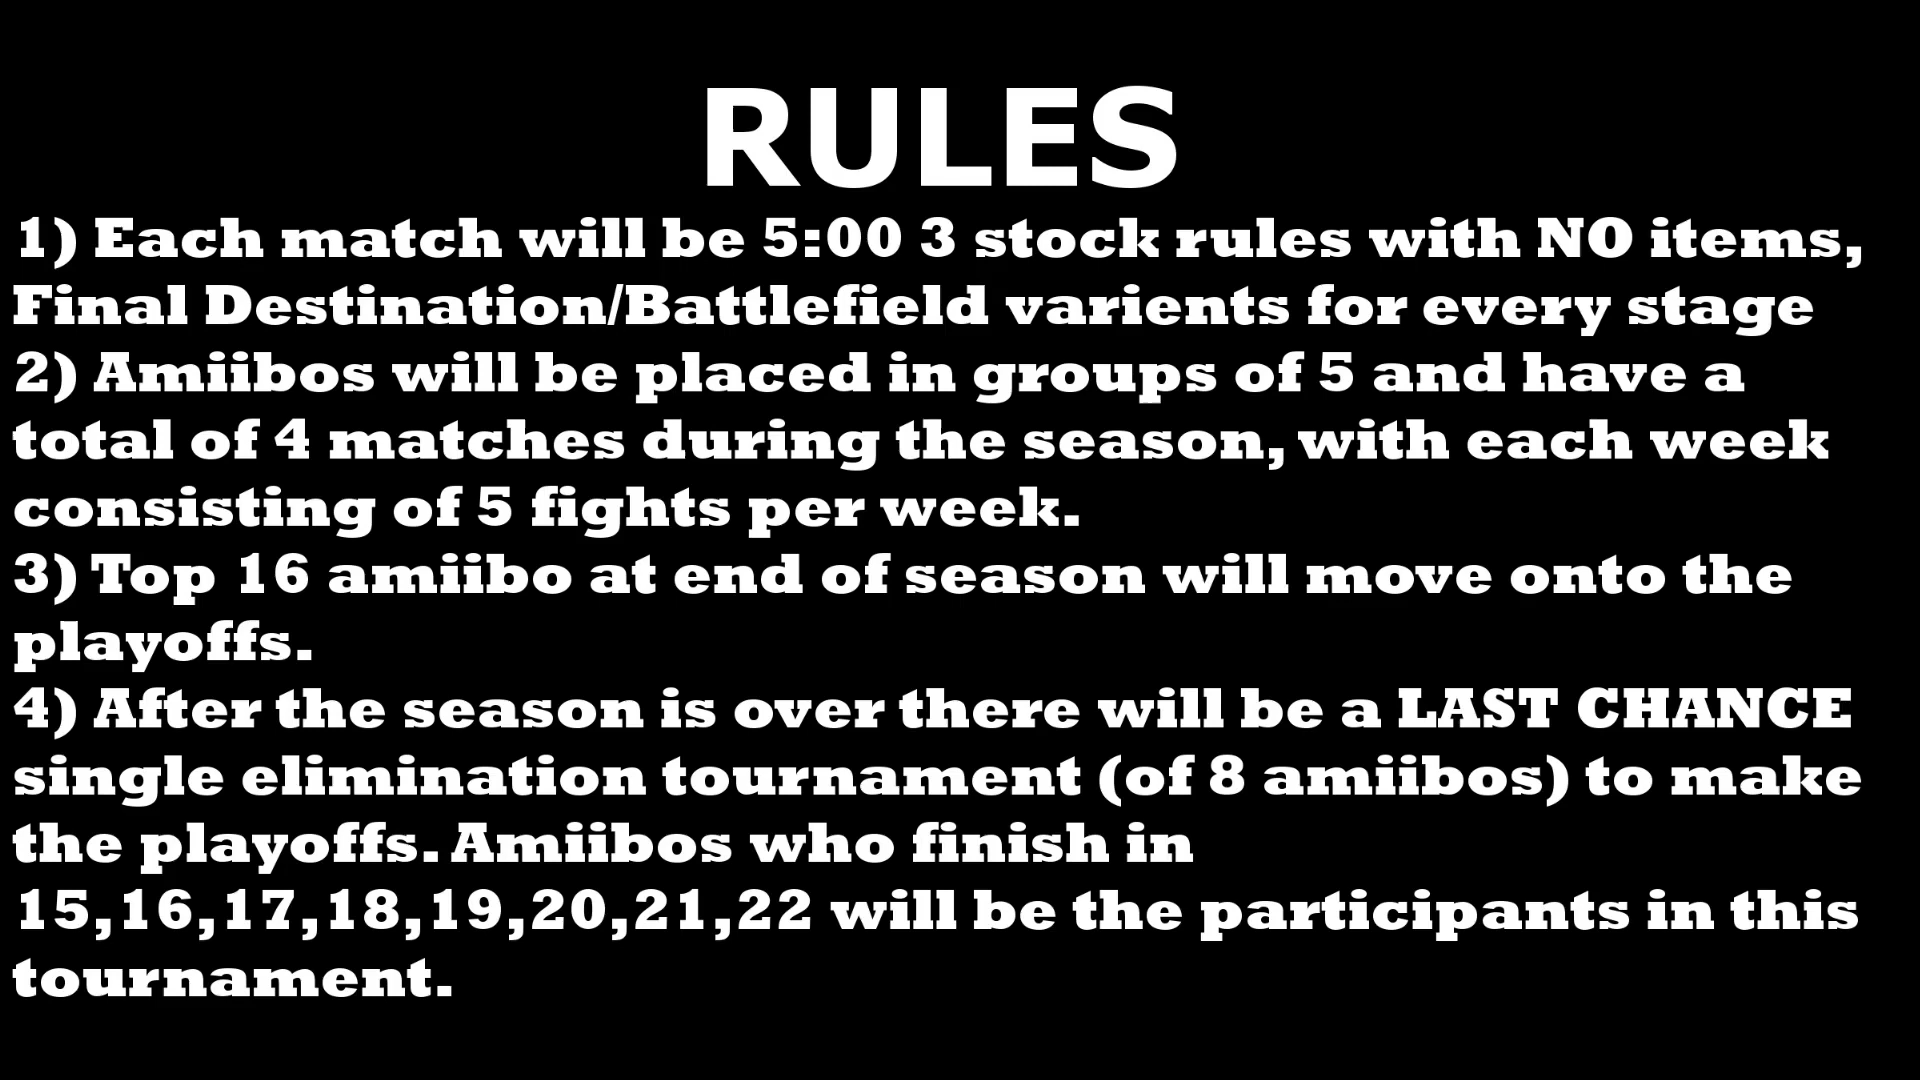 RULES
1) Each match will be 5:00 3 stock rules with NO items,
Final Destination/Battlefield varients for every stage
2) Amiibos will be placed in groups of 5 and have a
total of 4 matches during the season, with each week
consisting of 5 fights per week.
3) Top 16 amiibo at end of season will move onto the
playoffs.
4) After the season is over there will be a LAST CHANCE
single elimination tournament (of 8 amiibos) to make
the playoffs. Amiibos who finish in
15,16,17,18,19,20,21,22 will be the participants in this
tournament.